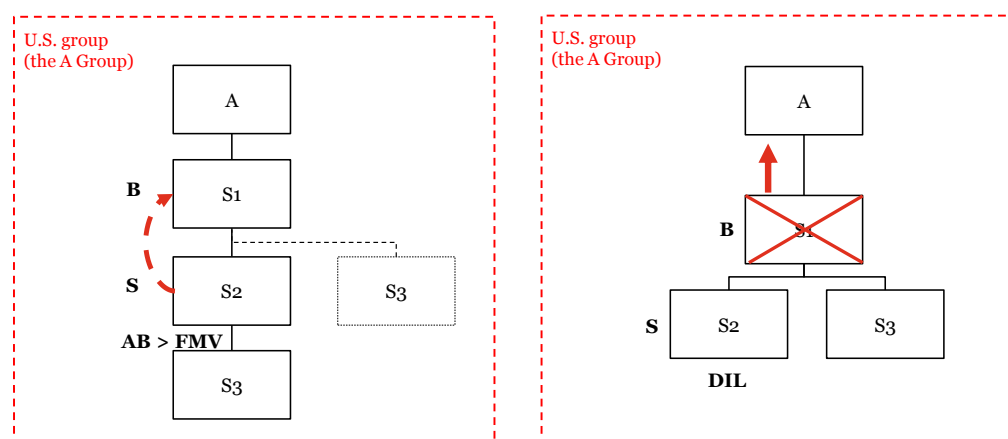 U.S. group
(the A Group)
A
B
S1
S
S2
S3
AB > FMV
S3
U.S. group
(the A Group)
A
B
S1
S
S2
S3
DIL